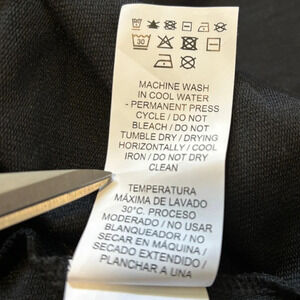 30
MACHINE WASH
IN COOL WATER
- PERMANENT PRESS
CYCLE / DO NOT
BLEACH / DO NOT
TUMBLE DRY / DRYING
HORIZONTALLY / COOL
IRON / DO NOT DRY
CLEAN
TEMPERATURA
MÁXIMA DE LAVADO
30°C. PROCESO
MODERADO / NO USAR
BLANQUEADOR / NO
SECAR EN MÁQUINA /
SECADO EXTENDIDO /
PLANCHAR A UNA